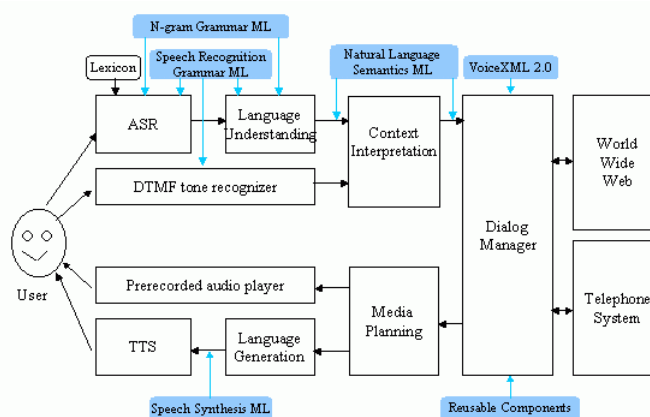 N-gram Grammar ML
Speech Recognition
Grammar ML
Natural Language
Semantics ML
VoiceXML 2.0
Lexicon
ASR
Language
Understanding
Context
Interpretation
World
Wide
Web
DTMF tone recognizer
Dialog
Manager
User
Prerecorded audio player
Media
Planning
Telephone
System
TTS
Language
Generation
Speech Synthesis ML
Reusable Components